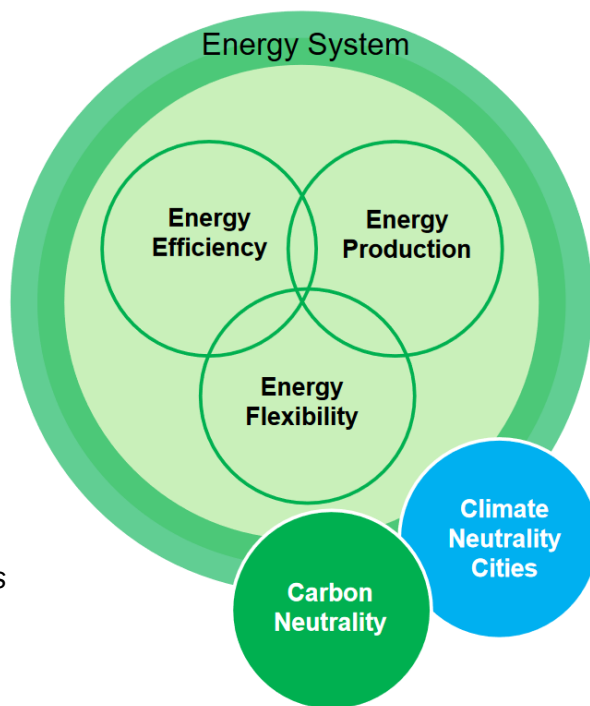 Energy System
Energy
Efficiency
Energy
Production
Energy
Flexibility
Climate
Neutrality
Cities
s
Carbon
Neutrality